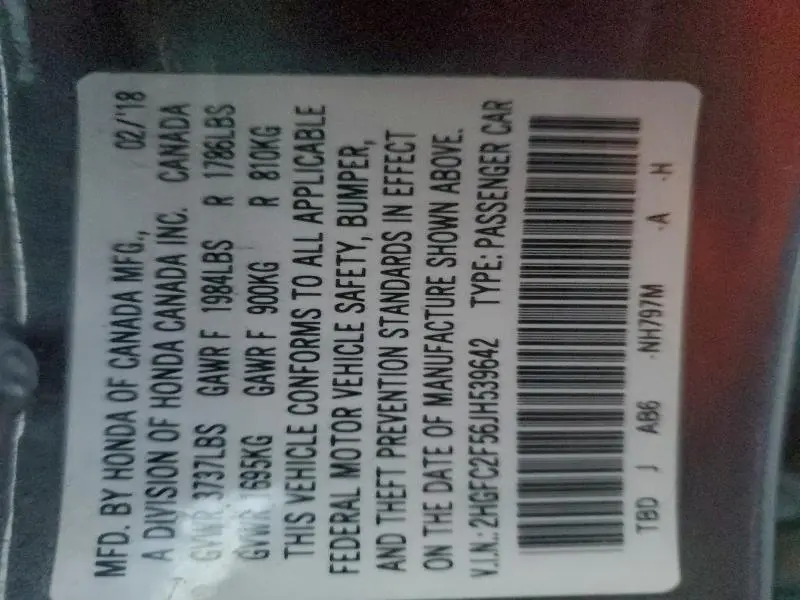 MFD. BY HONDA OF CANADA MFG., 02/'18
A DIVISION OF HONDA CANADA INC. CANADA
GVWR 3737LBS GAWR F 1984LBS R 1786LBS
GVWR 1695KG GAWR F 900KG R 810KG
THIS VEHICLE CONFORMS TO ALL APPLICABLE
FEDERAL MOTOR VEHICLE SAFETY, BUMPER,
AND THEFT PREVENTION STANDARDS IN EFFECT
ON THE DATE OF MANUFACTURE SHOWN ABOVE.
V.I.N.: 2HGFC2F56JH539642 TYPE: PASSENGER CAR
TBD J AB6 -NH797M -A -H